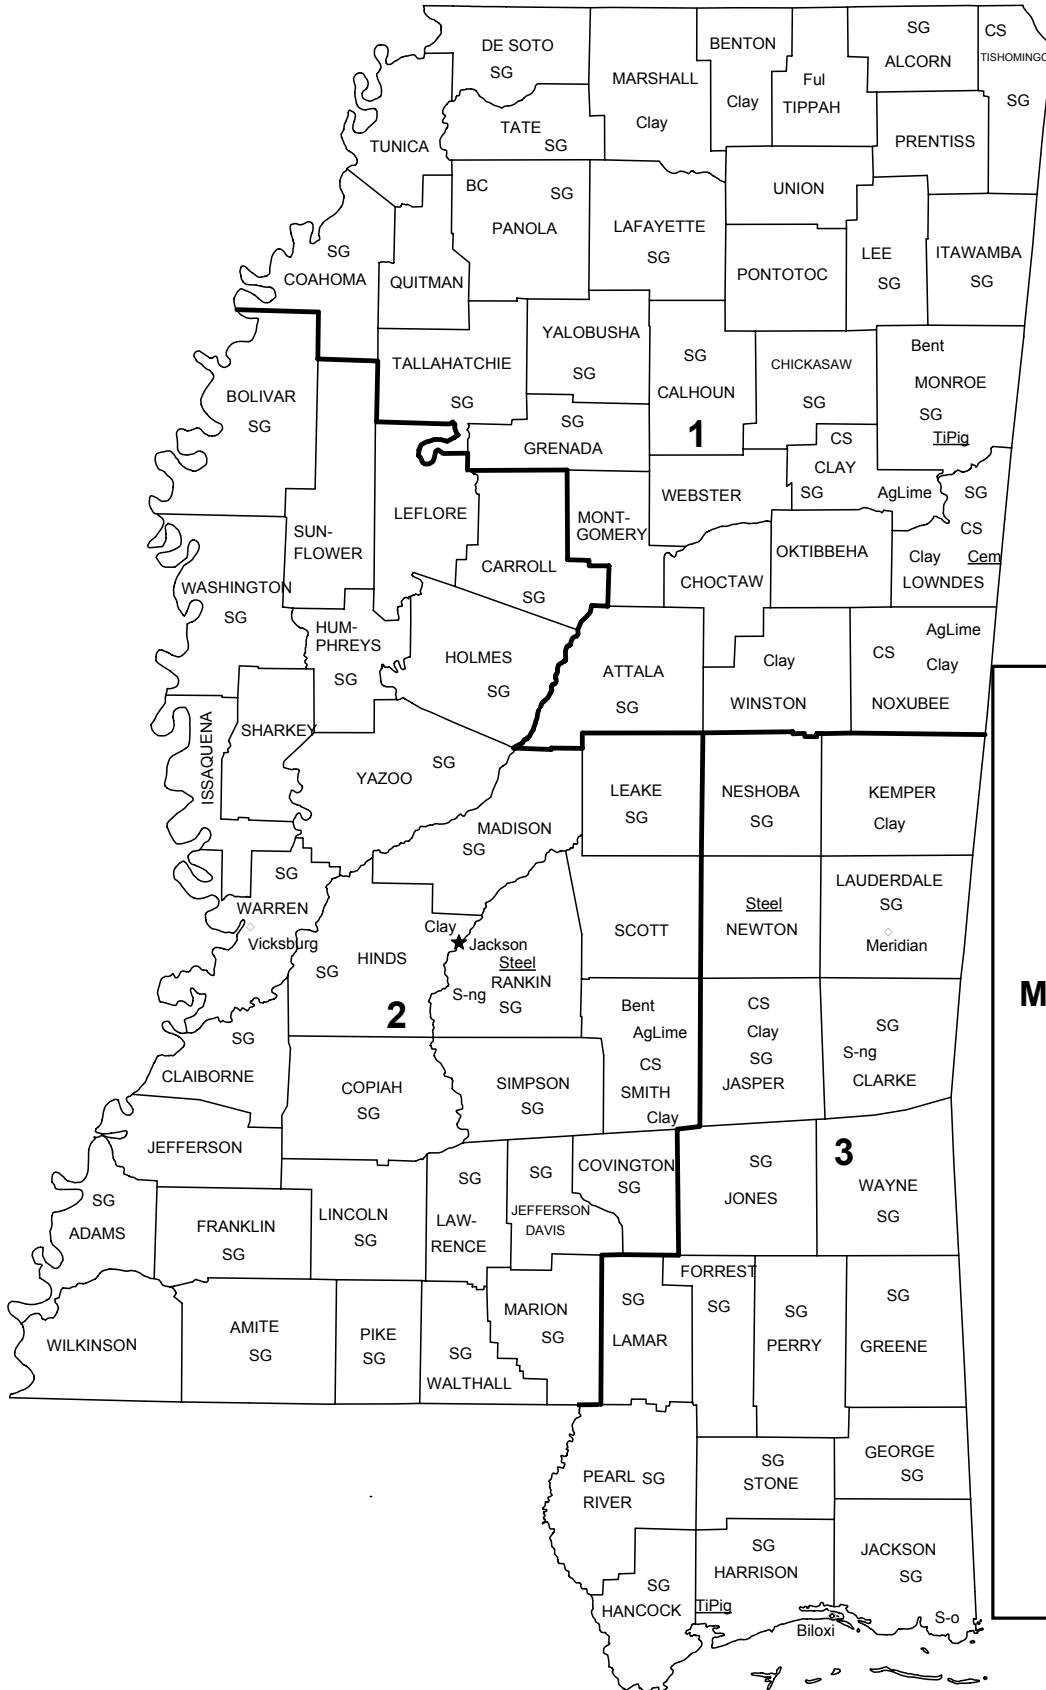 DE SOTO
SG
MARSHALL
Clay
BENTON
Clay
Ful
TIPPAH
SG
ALCORN
CS
TISHOMINGO
SG
TUNICA
TATE
SG
PRENTISS
BC
SG
PANOLA
LAFAYETTE
SG
UNION
PONTOTOC
LEE
SG
ITAWAMBA
SG
SG
COAHOMA
QUITMAN
TALLAHATCHIE
SG
YALOBUSHA
SG
SG
CALHOUN
1
CHICKASAW
SG
Bent
MONROE
SG
TiPig
BOLIVAR
SG
SG
GRENADA
CS
CLAY
SG
AgLime
SG
CS
Clay
Cem
LOWNDES
SUN-
FLOWER
LEFLORE
MONT-
GOMERY
WEBSTER
OKTIBBEHA
CHOCTAW
CARROLL
SG
WASHINGTON
SG
HUM-
PHREYS
SG
HOLMES
SG
ATTALA
SG
Clay
WINSTON
AgLime
CS
Clay
NOXUBEE
ISSAQUENA
SHARKEY
SG
YAZOO
LEAKE
SG
NESHOBA
SG
KEMPER
Clay
MADISON
SG
SG
WARREN
Vicksburg
SCOTT
Steel
NEWTON
LAUDERDALE
SG
Meridian
Clay
Jackson
HINDS
SG
Steel
RANKIN
S-ng
SG
2
M
Bent
AgLime
CS
SMITH
Clay
CS
Clay
SG
JASPER
SG
S-ng
CLARKE
SG
CLAIBORNE
COPIAH
SG
SIMPSON
SG
JEFFERSON
SG
ADAMS
FRANKLIN
SG
LINCOLN
SG
SG
LAW-
RENCE
SG
JEFFERSON
DAVIS
COVINGTON
SG
SG
JONES
3
WAYNE
SG
WILKINSON
AMITE
SG
PIKE
SG
SG
WALTHALL
MARION
SG
SG
LAMAR
FORREST
SG
SG
PERRY
SG
GREENE
PEARL SG
RIVER
SG
STONE
GEORGE
SG
SG
HARRISON
JACKSON
SG
SG
HANCOCK
TiPig
Biloxi
S-o